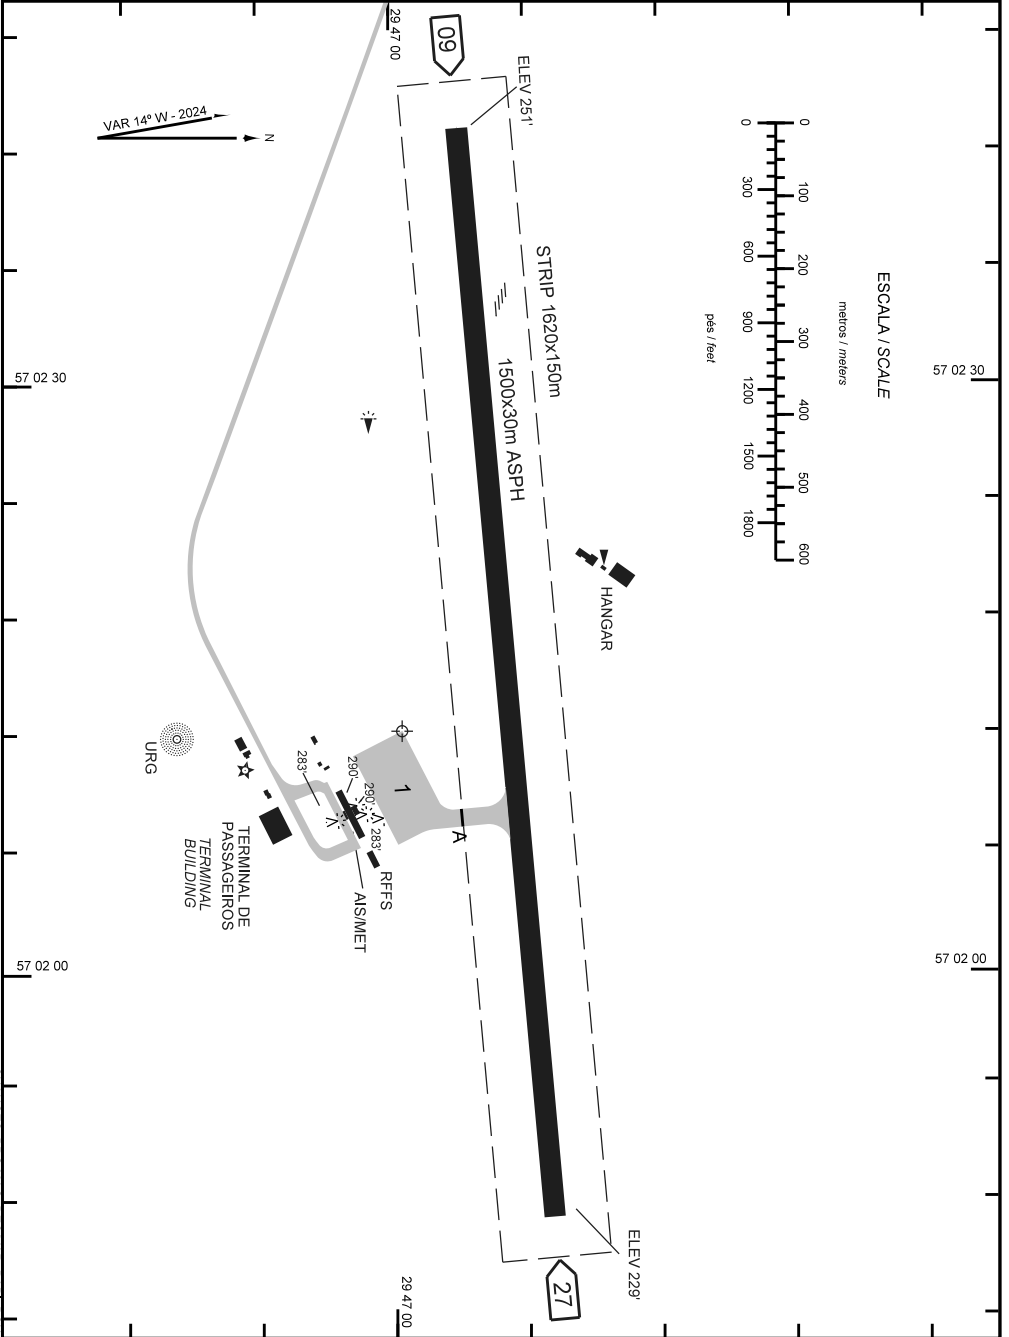 ESCALA / SCALE
metros / meters
0 100 200 300 400 500 600
0 300 600 900 1200 1500 1800
pés / feet
57 02 30
57 02 00
HANGAR
ELEV 251'
ELEV 229'
STRIP 1620x150m
1500x30m ASPH
09
27
29 47 00
29 47 00
A
1
RFFS
283'
290'
290'
AIS/MET
283'
VAR 14º W - 2024
N
TERMINAL DE
PASSAGEIROS
TERMINAL
BUILDING
URG
57 02 30
57 02 00